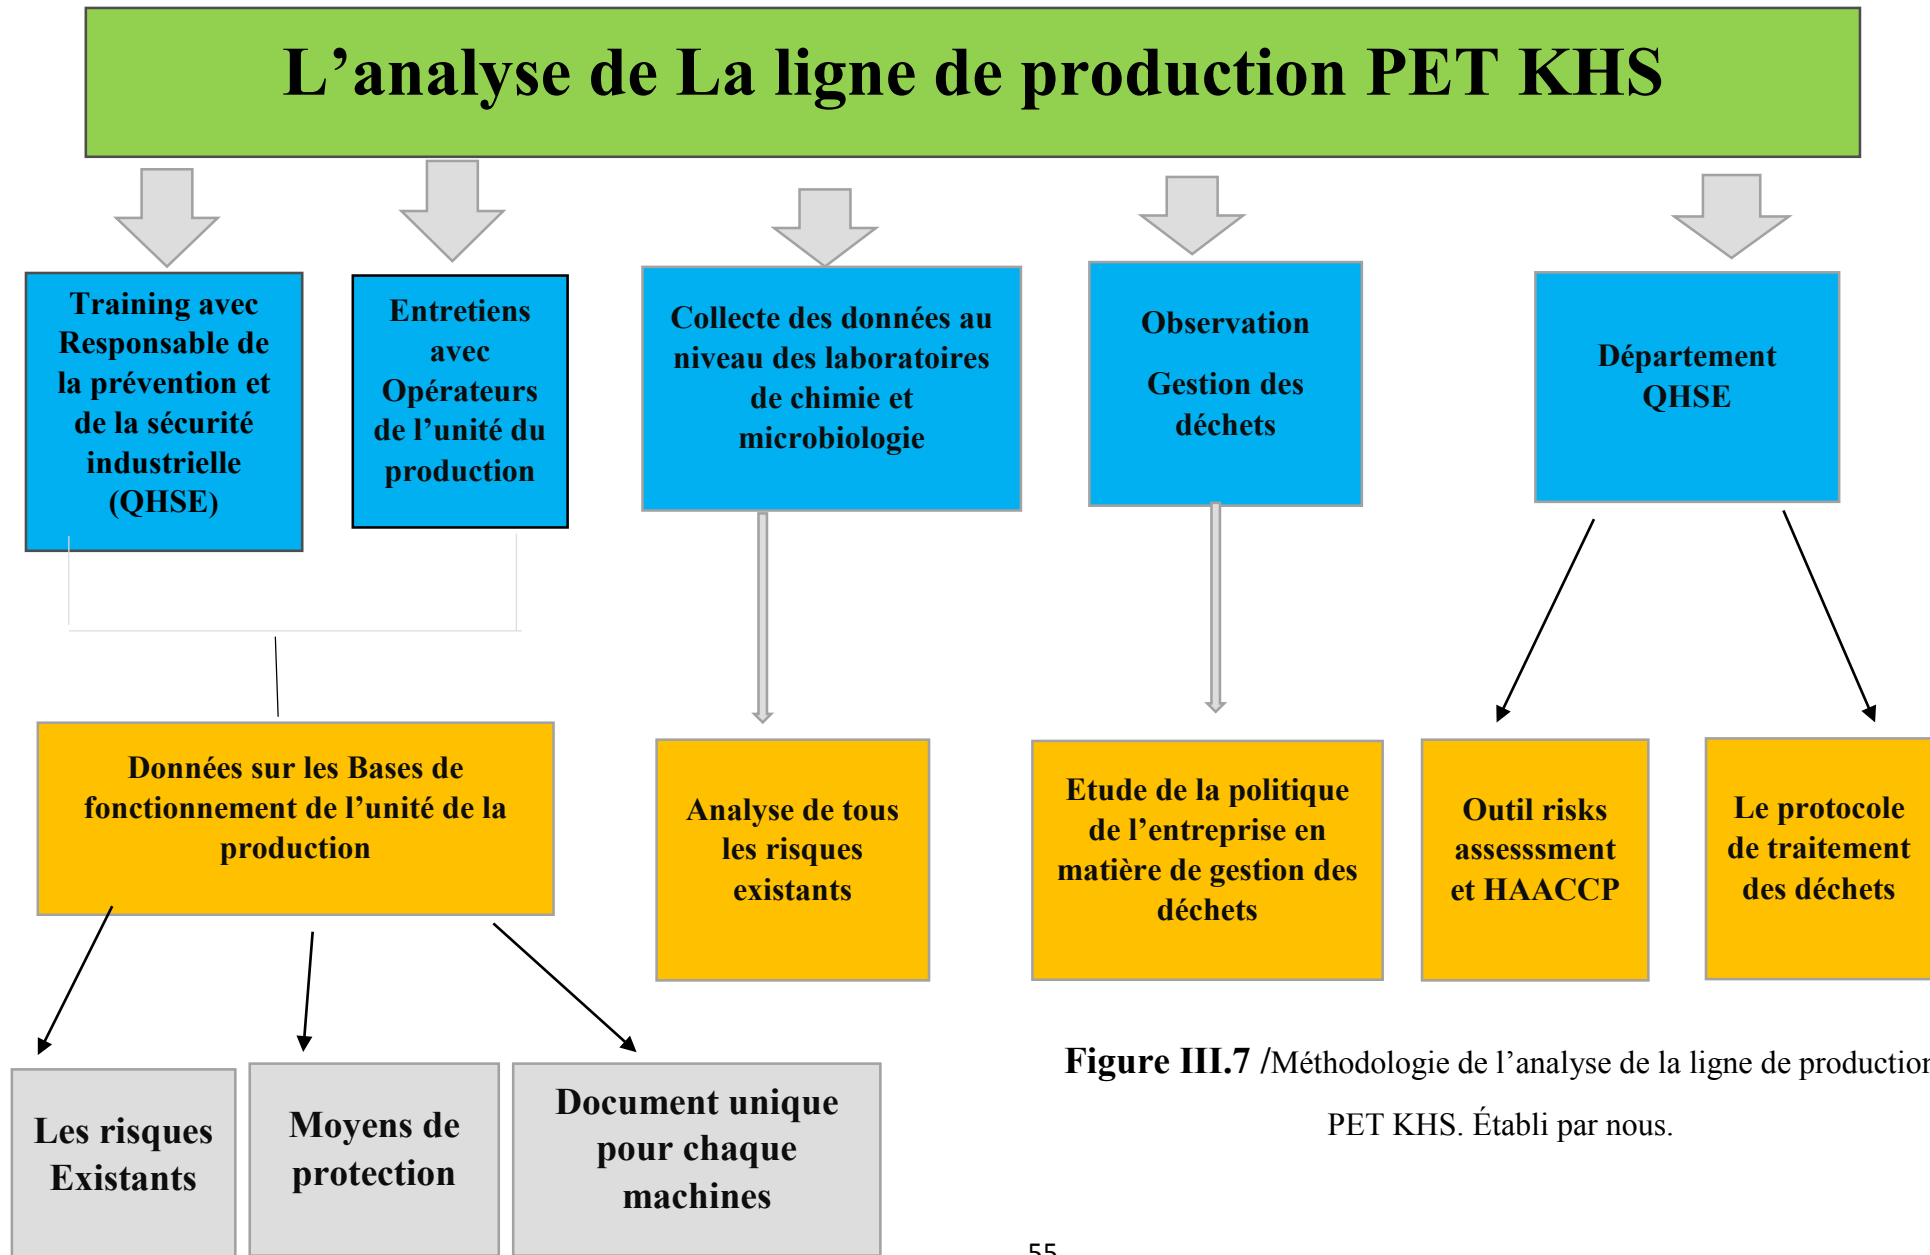 L’analyse de La ligne de production PET KHS
Training avec
Responsable de
la prévention et
de la sécurité
industrielle
(QHSE)
Entretiens
avec
Opérateurs
de l’unité du
production
Collecte des données au
niveau des laboratoires
de chimie et
microbiologie
Observation
Gestion des
déchets
Département
QHSE
Données sur les Bases de
fonctionnement de l’unité de la
production
Analyse de tous
les risques
existants
Etude de la politique
de l’entreprise en
matière de gestion des
déchets
Outil risks
assesssment
et HAACCP
Le protocole
de traitement
des déchets
Les risques
Existants
Moyens de
protection
Document unique
pour chaque
machines
Figure III.7 /Méthodologie de l’analyse de la ligne de production
PET KHS. Établi par nous.
55